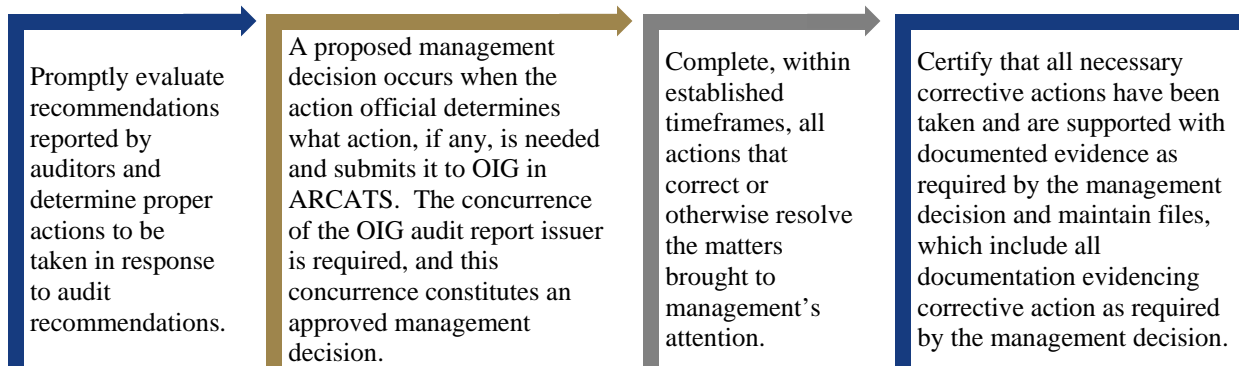 Promptly evaluate
recommendations
reported by
auditors and
determine proper
actions to be
taken in response
to audit
recommendations.
A proposed management
decision occurs when the
action official determines
what action, if any, is needed
and submits it to OIG in
ARCATS.  The concurrence
of the OIG audit report issuer
is required, and this
concurrence constitutes an
approved management
decision.
Complete, within
established
timeframes, all
actions that
correct or
otherwise resolve
the matters
brought to
management’s
attention.
Certify that all necessary
corrective actions have been
taken and are supported with
documented evidence as
required by the management
decision and maintain files,
which include all
documentation evidencing
corrective action as required
by the management decision.